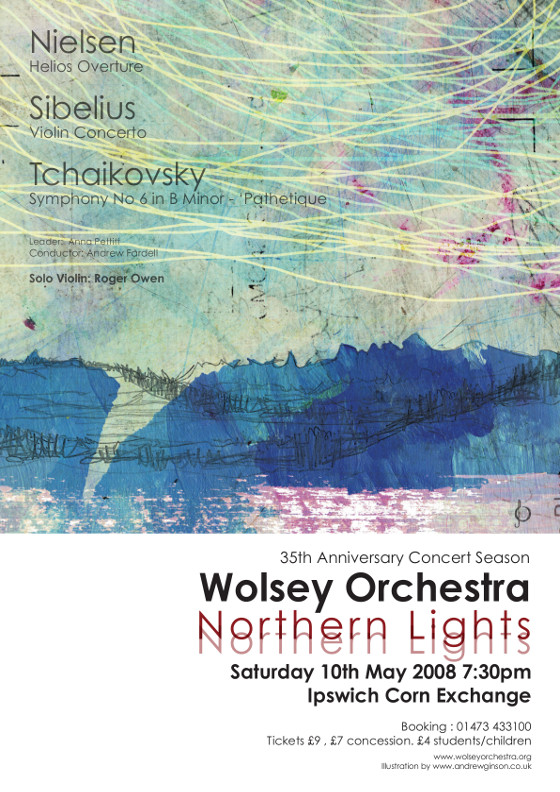 Nielsen
Helios Overture
Sibelius
Violin Concerto
Tchaikovsky
Symphony No 6 in B Minor - 'Pathetique
Leader: Anna Pettitt
Conductor: Andrew Fardell
Solo Violin: Roger Owen
35th Anniversary Concert Season
Wolsey Orchestra
Northern Lights
Saturday 10th May 2008 7:30pm
Ipswich Corn Exchange
Booking : 01473 433100
Tickets £9 , £7 concession. £4 students/children
www.wolseyorchestra.org
Illustration by www.andrewginson.co.uk